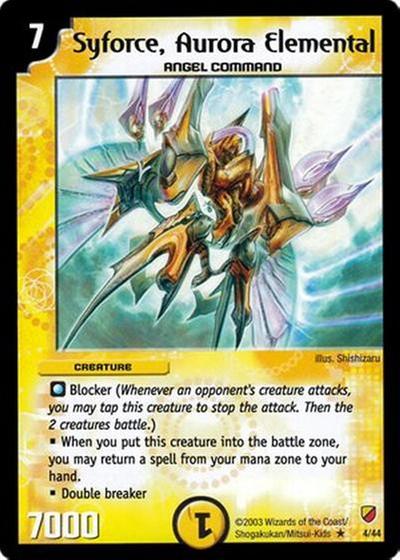 7
Syforce, Aurora Elemental
ANGEL COMMAND
illus. Shishizaru
CREATURE
Blocker (Whenever an opponent's creature attacks,
you may tap this creature to stop the attack. Then the
2 creatures battle.)
▪ When you put this creature into the battle zone,
you may return a spell from your mana zone to your
hand.
▪ Double breaker
7000
1
©2003 Wizards of the Coast/
Shogakukan/Mitsui-Kids ★ 4/44